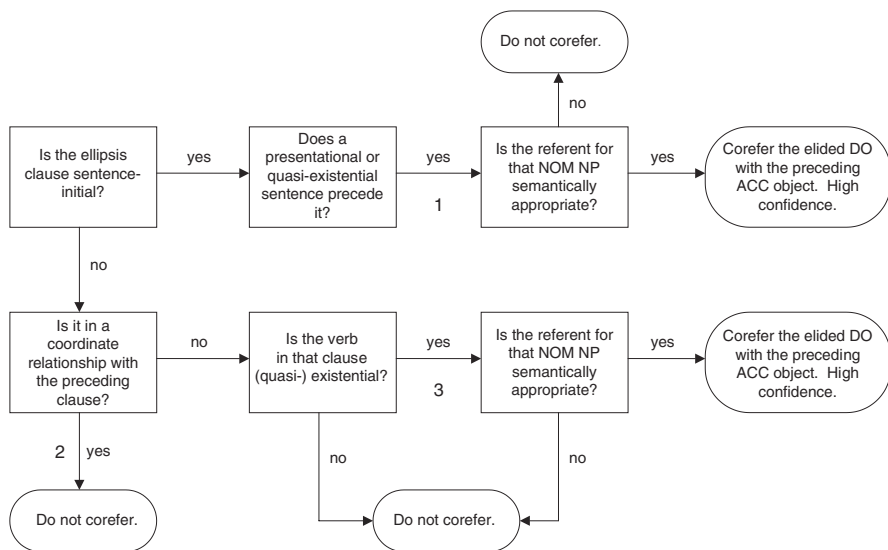 Do not corefer.
no
Is the ellipsis
clause sentence-
initial?
yes
Does a
presentational or
quasi-existential
sentence precede
it?
yes
1
Is the referent for
that NOM NP
semantically
appropriate?
yes
Corefer the elided DO
with the preceding
ACC object.  High
confidence.
no
Is it in a
coordinate
relationship with
the preceding
clause?
no
Is the verb
in that clause
(quasi-) existential?
yes
3
Is the referent for
that NOM NP
semantically
appropriate?
yes
Corefer the elided DO
with the preceding
ACC object.  High
confidence.
2 yes
no
no
Do not corefer.
Do not corefer.